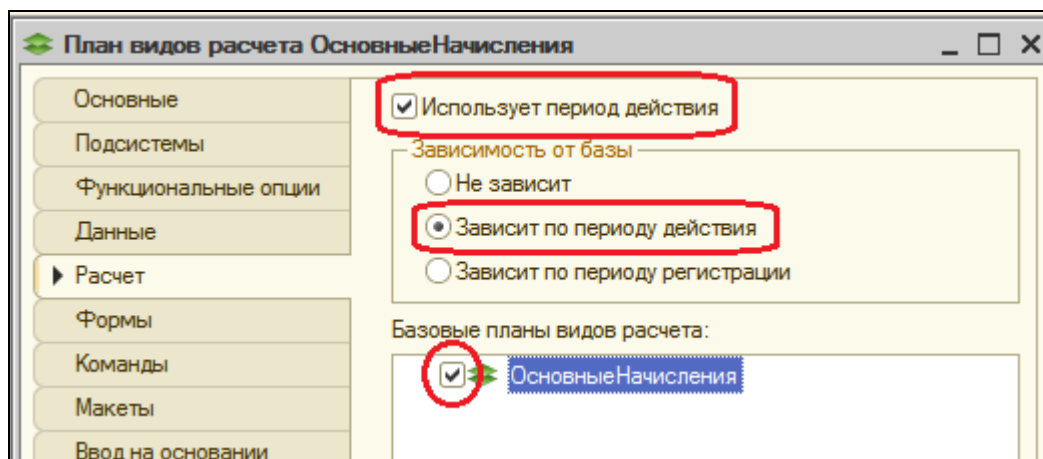 План видов расчета ОсновныеНачисления
Основные
Подсистемы
Функциональные опции
Данные
Расчет
Формы
Команды
Макеты
Ввод на основании
Использует период действия
Зависимость от базы
Не зависит
Зависит по периоду действия
Зависит по периоду регистрации
Базовые планы видов расчета:
ОсновныеНачисления